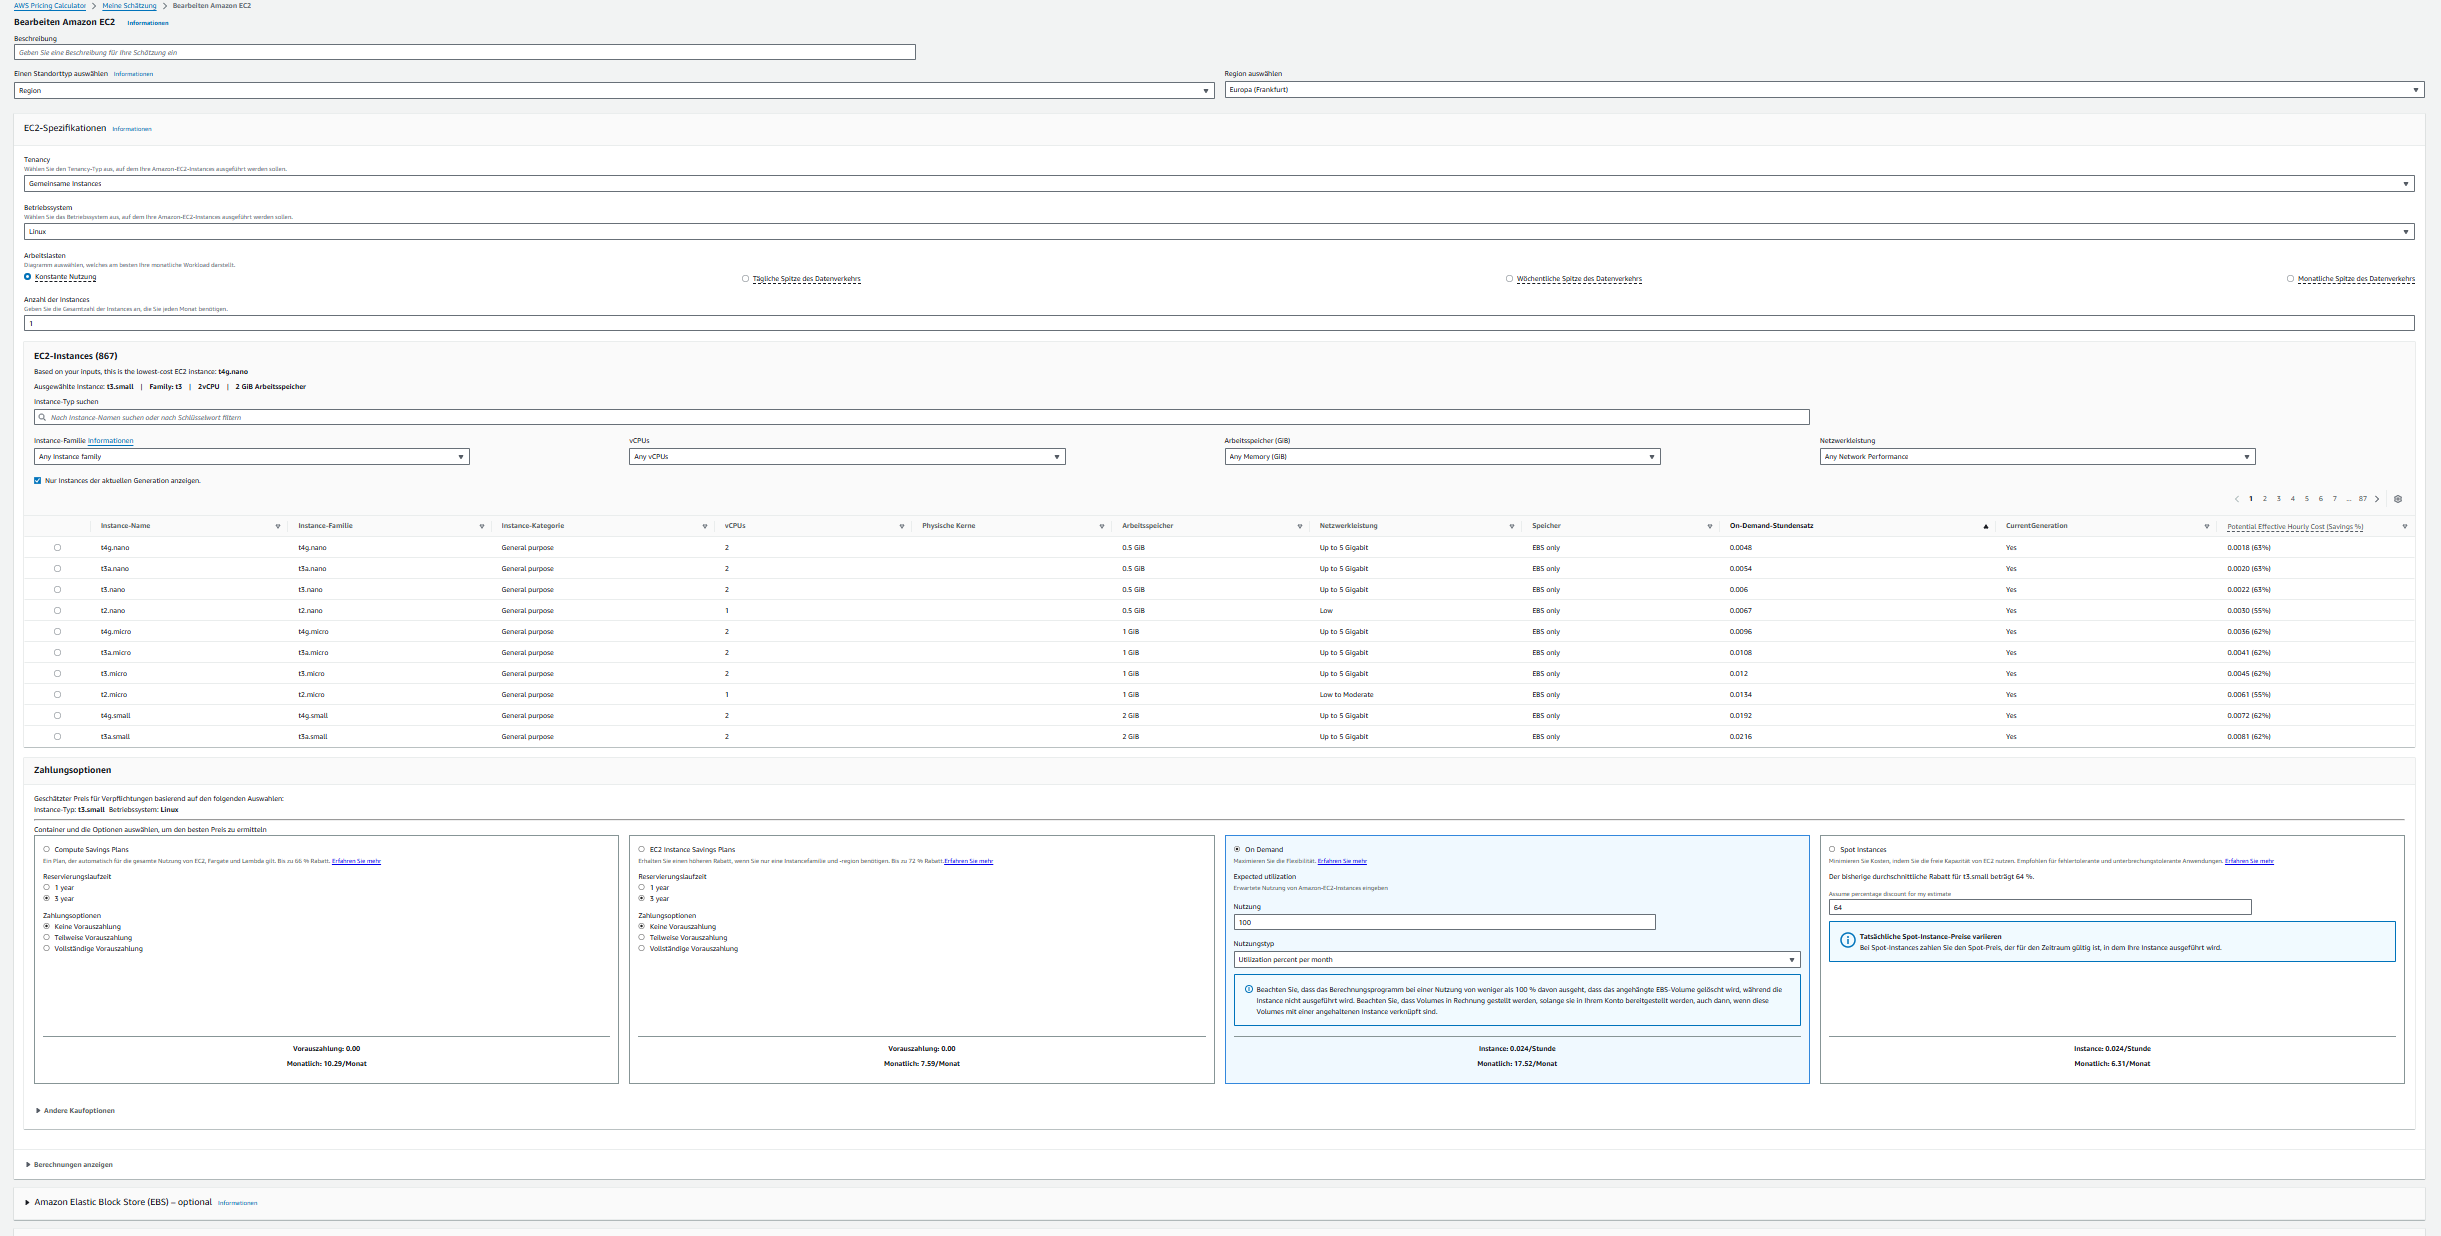 AWS Pricing Calculator > Meine Schätzung > Bearbeiten Amazon EC2
Bearbeiten Amazon EC2 Informationen
Beschreibung
Geben Sie eine Beschreibung für Ihre Schätzung ein
Einen Standorttyp auswählen Informationen
Region
Region auswählen
Europa (Frankfurt)
EC2-Spezifikationen Informationen
Tenancy
Wählen Sie den Tenancy-Typ aus, auf dem Ihre Amazon-EC2-Instances ausgeführt werden sollen.
Gemeinsame Instances
Betriebssystem
Wählen Sie das Betriebssystem aus, auf dem Ihre Amazon-EC2-Instances ausgeführt werden sollen.
Linux
Arbeitslasten
Diagramm auswählen, welches am besten Ihre monatliche Workload darstellt.
Konstante Nutzung Tägliche Spitze des Datenverkehrs Wöchentliche Spitze des Datenverkehrs Monatliche Spitze des Datenverkehrs
Anzahl der Instances
Geben Sie die Gesamtzahl der Instances an, die Sie jeden Monat benötigen.
1
EC2-Instances (867)
Based on your inputs, this is the lowest-cost EC2 instance: t4g.nano
Ausgewählte Instance: t3.small | Family: t3 | 2vCPU | 2 GiB Arbeitsspeicher
Instance-Typ suchen
Nach Instance-Namen suchen oder nach Schlüsselwort filtern
Instance-Familie Informationen vCPUs Arbeitsspeicher (GiB) Netzwerkleistung
Any Instance family Any vCPUs Any Memory (GiB) Any Network Performance
Nur Instances der aktuellen Generation anzeigen.
< 1 2 3 4 5 6 7 ... 87 >
Instance-Name Instance-Familie Instance-Kategorie vCPUs Physische Kerne Arbeitsspeicher Netzwerkleistung Speicher On-Demand-Stundensatz CurrentGeneration Potential Effective Hourly Cost (Savings %)
t4g.nano t4g.nano General purpose 2 0.5 GiB Up to 5 Gigabit EBS only 0.0048 Yes 0.0018 (63%)
t3a.nano t3a.nano General purpose 2 0.5 GiB Up to 5 Gigabit EBS only 0.0054 Yes 0.0020 (63%)
t3.nano t3.nano General purpose 2 0.5 GiB Up to 5 Gigabit EBS only 0.006 Yes 0.0022 (63%)
t2.nano t2.nano General purpose 1 0.5 GiB Low EBS only 0.0067 Yes 0.0030 (55%)
t4g.micro t4g.micro General purpose 2 1 GiB Up to 5 Gigabit EBS only 0.0096 Yes 0.0036 (62%)
t3a.micro t3a.micro General purpose 2 1 GiB Up to 5 Gigabit EBS only 0.0108 Yes 0.0041 (62%)
t3.micro t3.micro General purpose 2 1 GiB Up to 5 Gigabit EBS only 0.012 Yes 0.0045 (62%)
t2.micro t2.micro General purpose 1 1 GiB Low to Moderate EBS only 0.0134 Yes 0.0061 (55%)
t4g.small t4g.small General purpose 2 2 GiB Up to 5 Gigabit EBS only 0.0192 Yes 0.0072 (62%)
t3a.small t3a.small General purpose 2 2 GiB Up to 5 Gigabit EBS only 0.0216 Yes 0.0081 (62%)
Zahlungsoptionen
Geschätzter Preis für Verpflichtungen basierend auf den folgenden Auswahlen:
Instance-Typ: t3.small Betriebssystem: Linux
Container und die Optionen auswählen, um den besten Preis zu ermitteln
Compute Savings Plans
Ein Plan, der automatisch für die gesamte Nutzung von EC2, Fargate und Lambda gilt. Bis zu 66 % Rabatt. Erfahren Sie mehr
Reservierungslaufzeit
1 year
3 year
Zahlungsoptionen
Keine Vorauszahlung
Teilweise Vorauszahlung
Vollständige Vorauszahlung
Vorauszahlung: 0.00
Monatlich: 10.29/Monat
EC2 Instance Savings Plans
Erhalten Sie einen höheren Rabatt, wenn Sie nur eine Instancefamilie und -region benötigen. Bis zu 72 % Rabatt.Erfahren Sie mehr
Reservierungslaufzeit
1 year
3 year
Zahlungsoptionen
Keine Vorauszahlung
Teilweise Vorauszahlung
Vollständige Vorauszahlung
Vorauszahlung: 0.00
Monatlich: 7.59/Monat
On Demand
Maximieren Sie die Flexibilität. Erfahren Sie mehr
Expected utilization
Erwartete Nutzung von Amazon-EC2-Instances eingeben
Nutzung
100
Nutzungstyp
Utilization percent per month
Beachten Sie, dass das Berechnungsprogramm bei einer Nutzung von weniger als 100 % davon ausgeht, dass das angehängte EBS-Volume gelöscht wird, während die
Instance nicht ausgeführt wird. Beachten Sie, dass Volumes in Rechnung gestellt werden, solange sie in Ihrem Konto bereitgestellt werden, auch dann, wenn diese
Volumes mit einer angehaltenen Instance verknüpft sind.
Instance: 0.024/Stunde
Monatlich: 17.52/Monat
Spot Instances
Minimieren Sie Kosten, indem Sie die freie Kapazität von EC2 nutzen. Empfohlen für fehlertolerante und unterbrechungstolerante Anwendungen. Erfahren Sie mehr
Der bisherige durchschnittliche Rabatt für t3.small beträgt 64 %.
Assume percentage discount for my estimate
64
Tatsächliche Spot-Instance-Preise variieren
Bei Spot-Instances zahlen Sie den Spot-Preis, der für den Zeitraum gültig ist, in dem Ihre Instance ausgeführt wird.
Instance: 0.024/Stunde
Monatlich: 6.31/Monat
Andere Kaufoptionen
Berechnungen anzeigen
Amazon Elastic Block Store (EBS) – optional Informationen